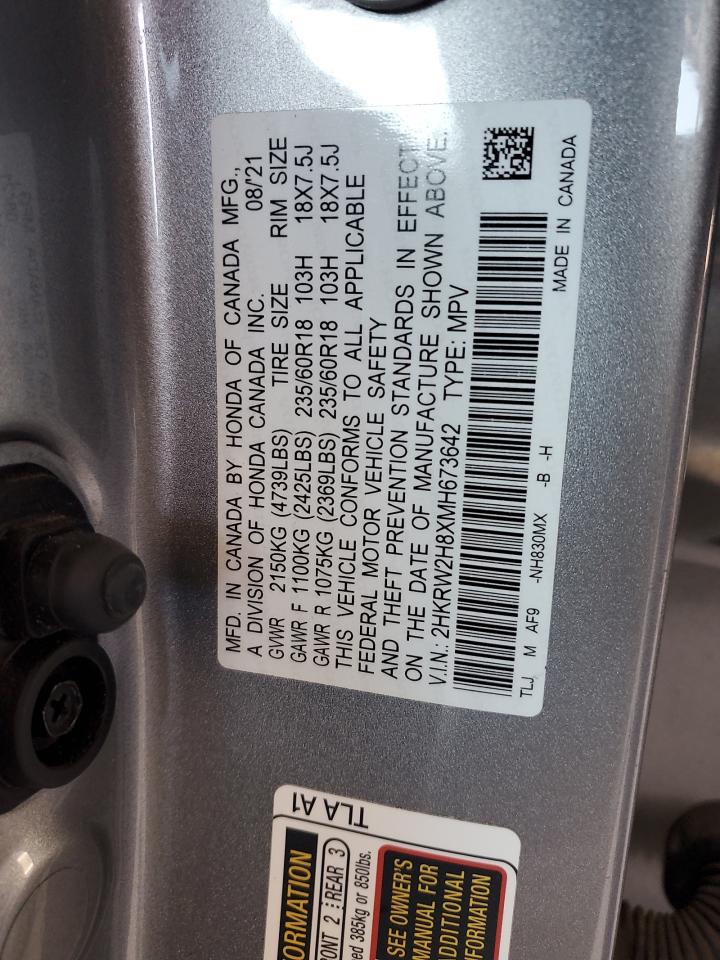 MFD. IN CANADA BY HONDA OF CANADA MFG.,
A DIVISION OF HONDA CANADA INC. 08/'21
GVWR 2150KG (4739LBS) TIRE SIZE RIM SIZE
GAWR F 1100KG (2425LBS) 235/60R18 103H 18X7.5J
GAWR R 1075KG (2369LBS) 235/60R18 103H 18X7.5J
THIS VEHICLE CONFORMS TO ALL APPLICABLE
FEDERAL MOTOR VEHICLE SAFETY
AND THEFT PREVENTION STANDARDS IN EFFECT
ON THE DATE OF MANUFACTURE SHOWN ABOVE.
V.I.N.: 2HKRW2H8XMH673642 TYPE: MPV
TLJ M AF9 -NH830MX -B -H MADE IN CANADA
TLA A1
ORMATION
ONT 2 REAR 3
ed 385kg or 850lbs.
SEE OWNER'S
MANUAL FOR
ADDITIONAL
NFORMATION